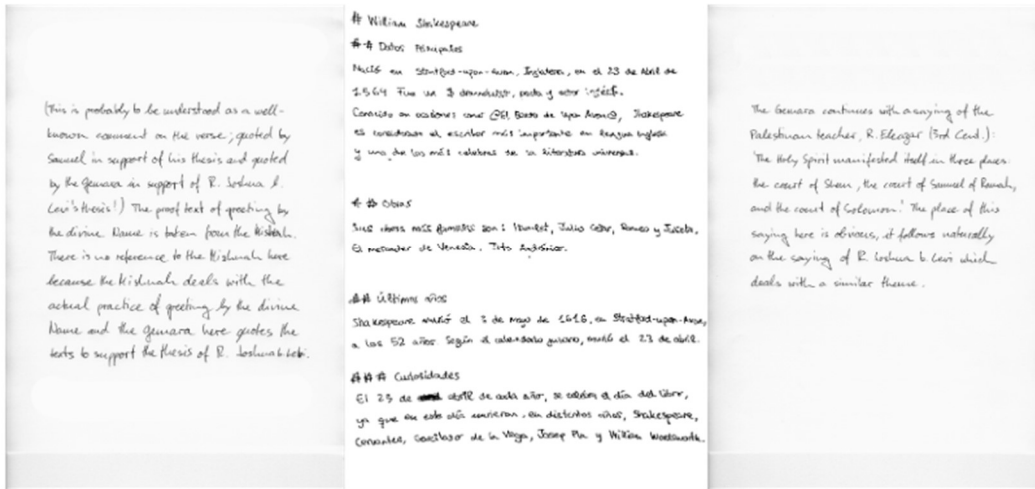 (This is probably to be understood as a well-
known comment on the verse; quoted by
Samuel in support of his thesis and quoted
by the Gemara in support of R. Joshua b.
Levi's thesis!) The proof text of greeting by
the divine Name is taken from the Mishnah.
There is no reference to the Mishnah here
because the Mishnah deals with the
actual practice of greeting by the divine
Name and the Gemara here quotes the
texts to support the thesis of R. Joshua b. Levi.
# William Shakespeare
## Datos Principales
Nació en Stratford-upon-Avon, Inglaterra, en el 23 de Abril de
1564 Fue un dramaturgo, poeta y actor inglés.
Conocido en ocasiones como @El Bardo de Upon Avon@, Shakespeare
es considerado el escritor más importante en lengua inglesa
y uno de los más celebres de la literatura universal.
## Obras
Sus obras más famosas son: Hamlet, Julio César, Romeo y Julieta,
El mercader de Venecia, Tito Andrónico.
## Últimos años
Shakespeare murió el 3 de mayo de 1616, en Stratford-upon-Avon,
a los 52 años. Según el calendario juliano, murió el 23 de abril.
### Curiosidades
El 23 de abril de cada año, se celebra el día del libro,
ya que en este día murieron, en distintos años, Shakespeare,
Cervantes, Garcilaso de la Vega, Josep Pla y William Wordsworth.
The Gemara continues with a saying of the
Palestinian teacher, R. Eleazar (3rd Cent.):
'The Holy Spirit manifested itself in three places:
the court of Shem, the court of Samuel of Ramah,
and the court of Solomon.' The place of this
saying here is obvious, it follows naturally
on the saying of R. Joshua b. Levi which
deals with a similar theme.